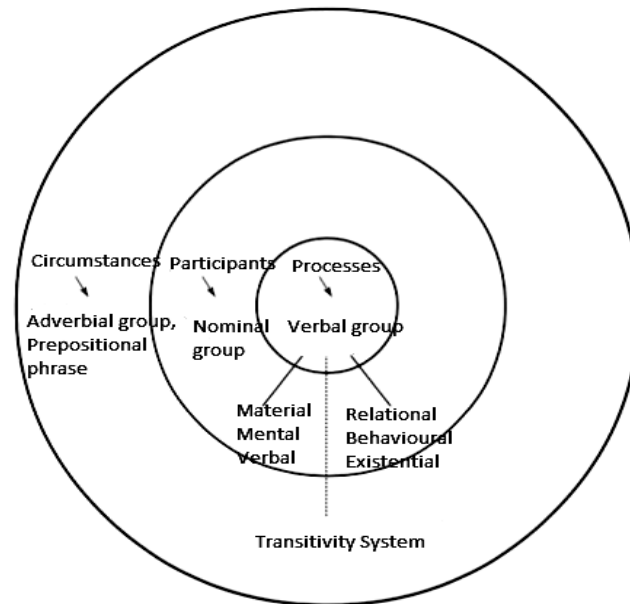 Circumstances
Participants
Processes
Adverbial group,
Prepositional
phrase
Nominal
group
Verbal group
Material
Mental
Verbal
Relational
Behavioural
Existential
Transitivity System